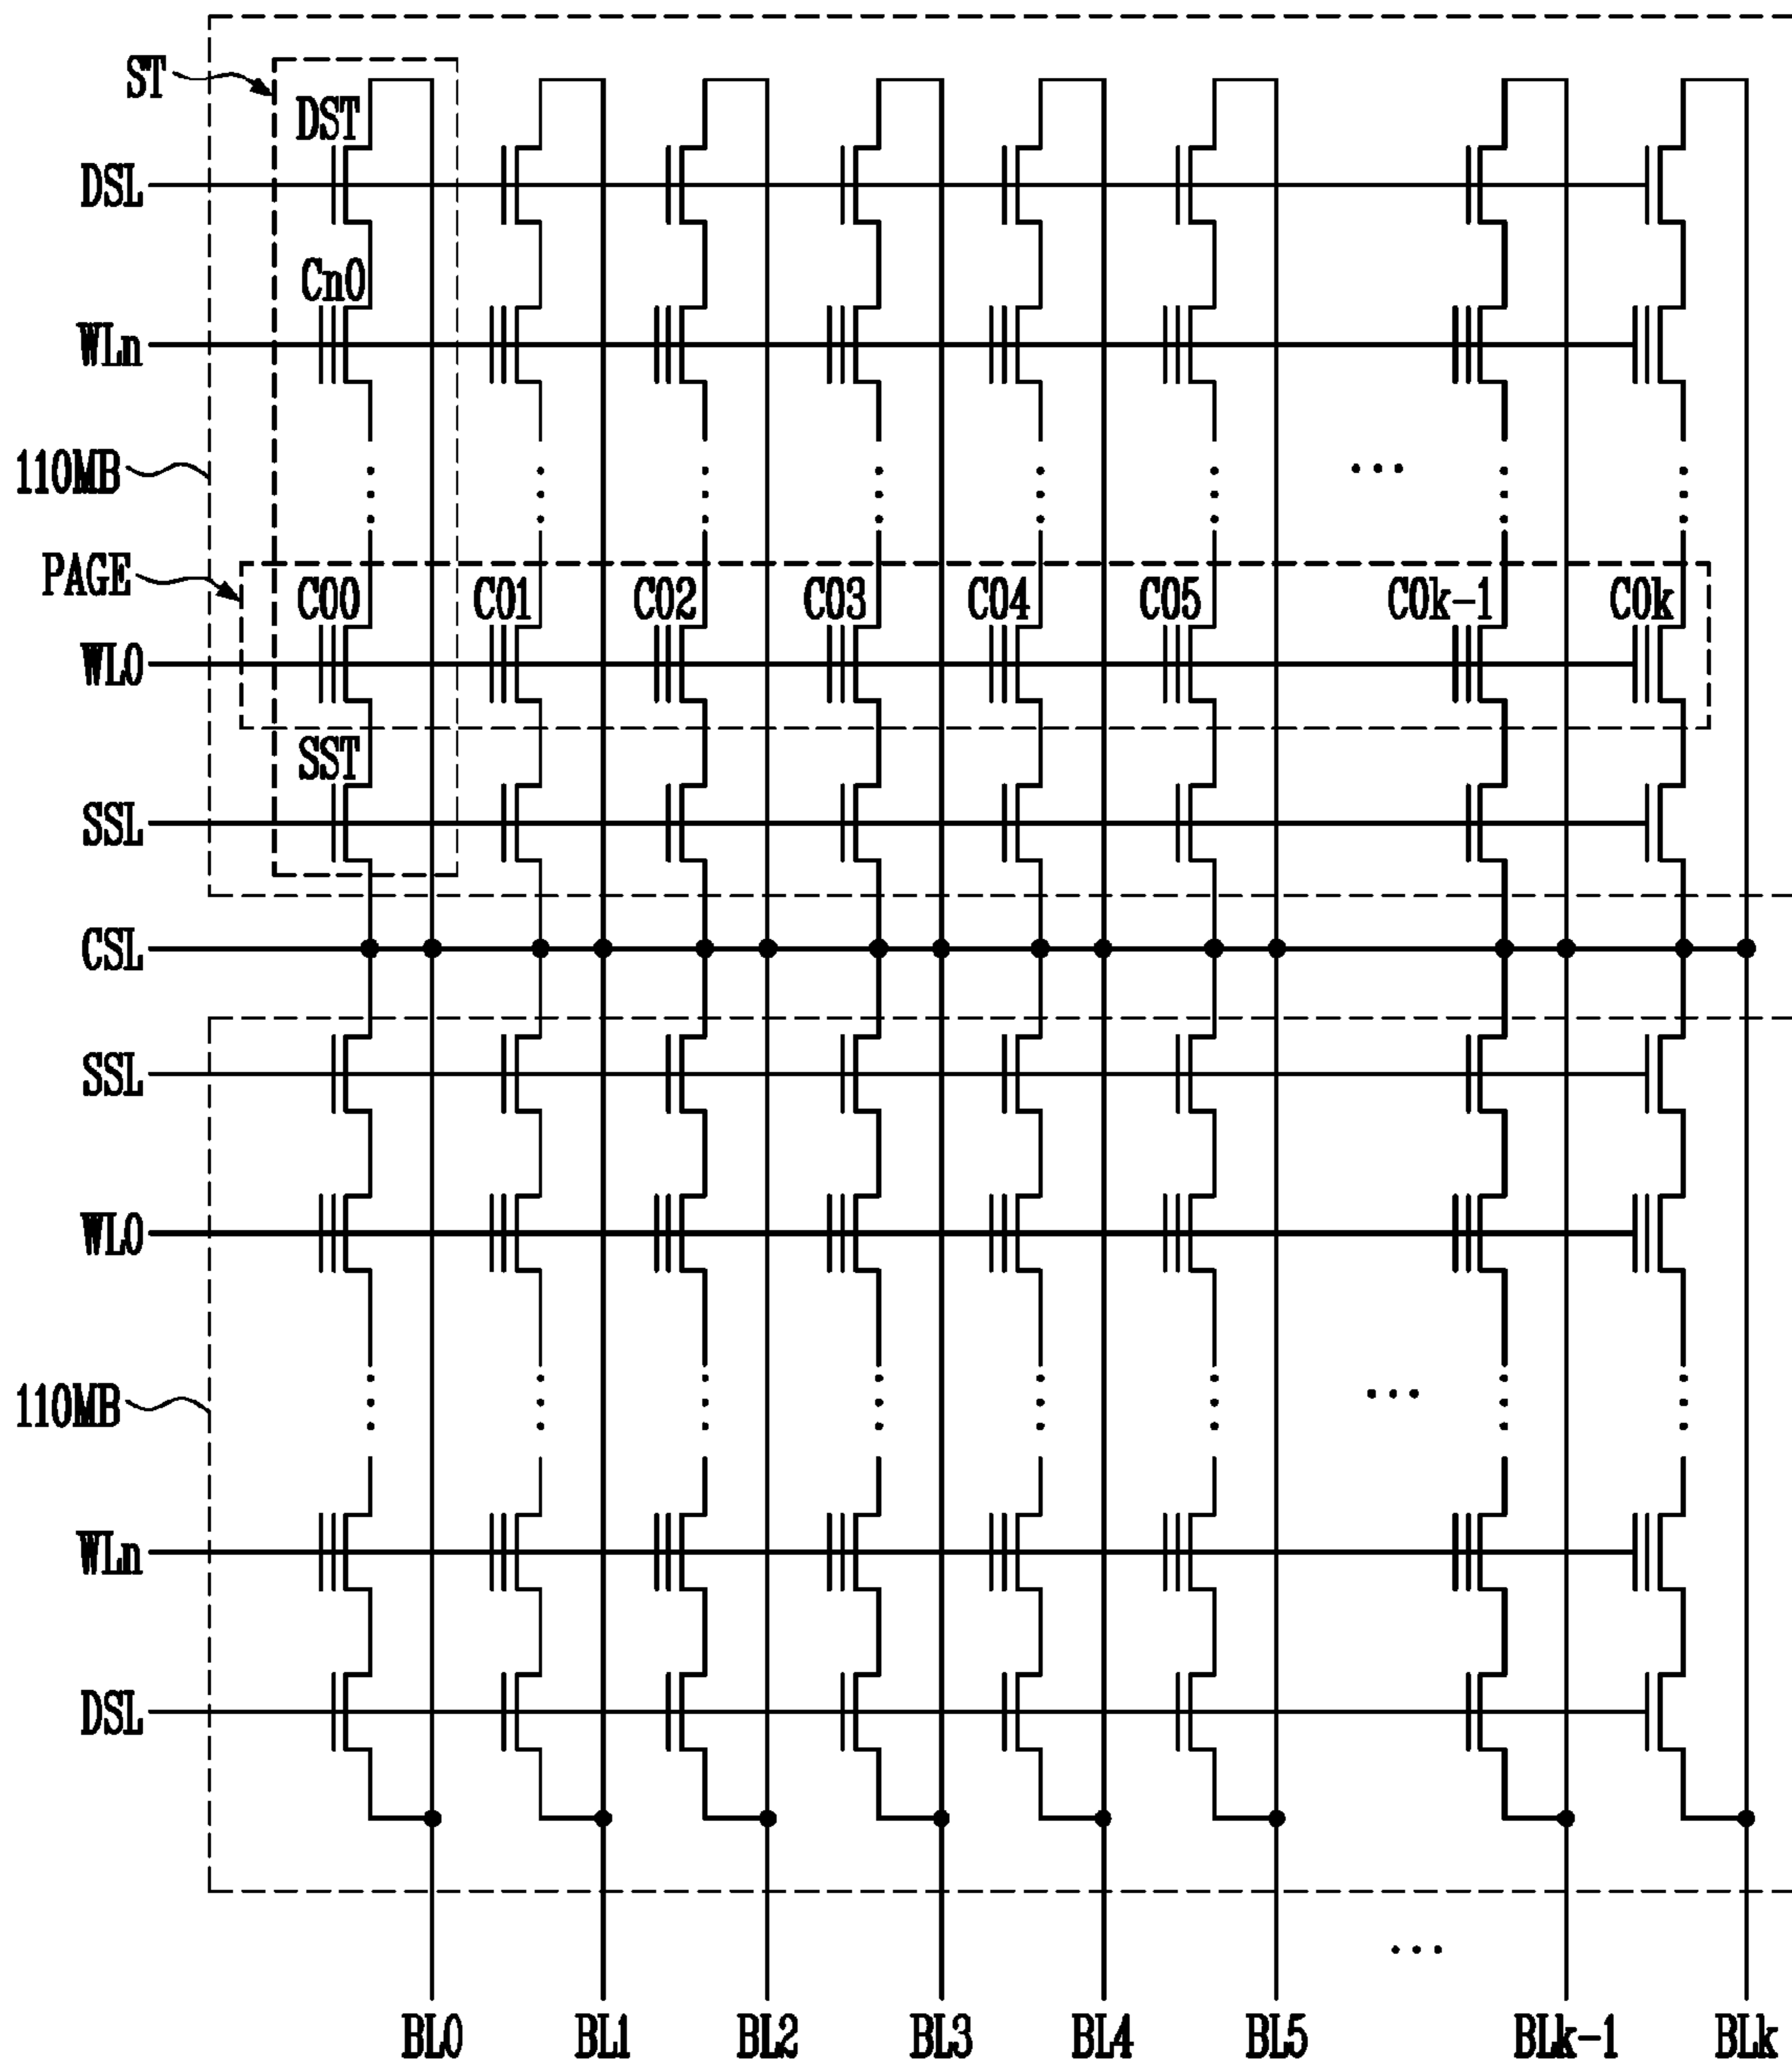 ST
DST
DSL
Cn0
WLn
110MB
PAGE
C00 C01 C02 C03 C04 C05 ... C0k-1 C0k
WL0
SST
SSL
CSL
SSL
WL0
110MB
WLn
DSL
BL0 BL1 BL2 BL3 BL4 BL5 ... BLk-1 BLk